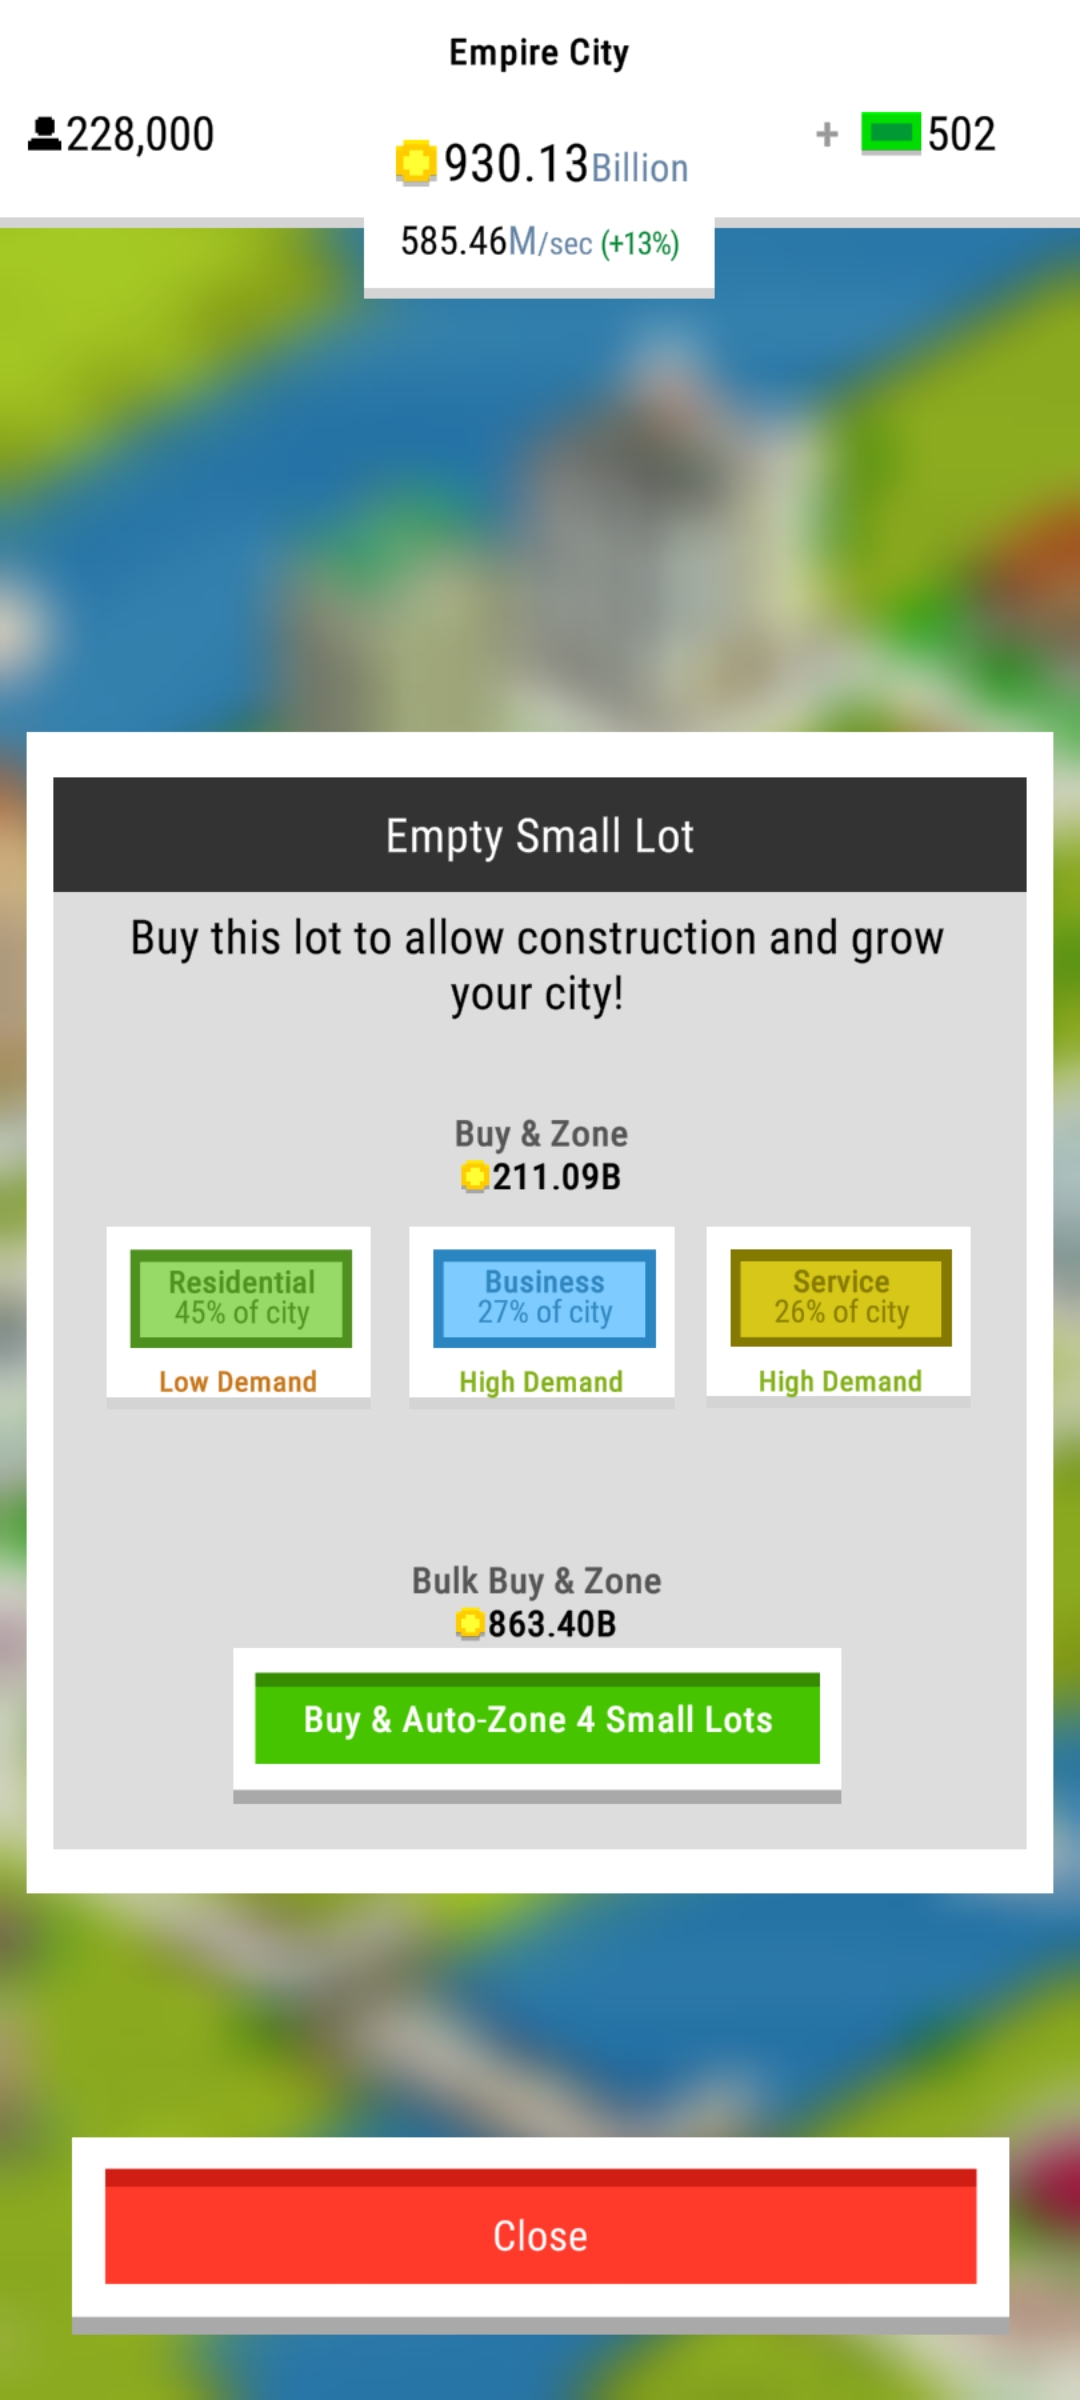 Empire City
228,000
930.13Billion
+ 502
585.46M/sec (+13%)
Empty Small Lot
Buy this lot to allow construction and grow
your city!
Buy & Zone
211.09B
Residential
45% of city
Low Demand
Business
27% of city
High Demand
Service
26% of city
High Demand
Bulk Buy & Zone
863.40B
Buy & Auto-Zone 4 Small Lots
Close